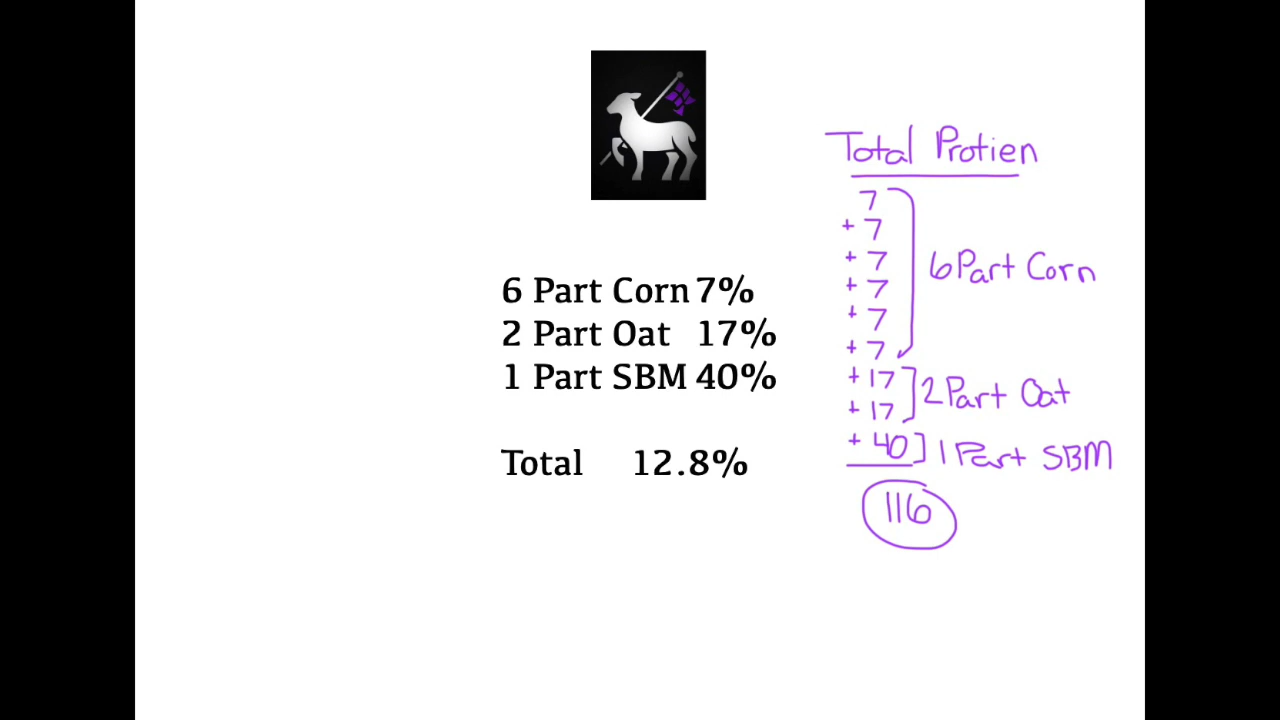 6 Part Corn 7%
2 Part Oat 17%
1 Part SBM 40%
Total 12.8%
Total Protien
7
+ 7
+ 7
+ 7
+ 7
+ 7
6 Part Corn
+ 17
+ 17
2 Part Oat
+ 40
1 Part SBM
116